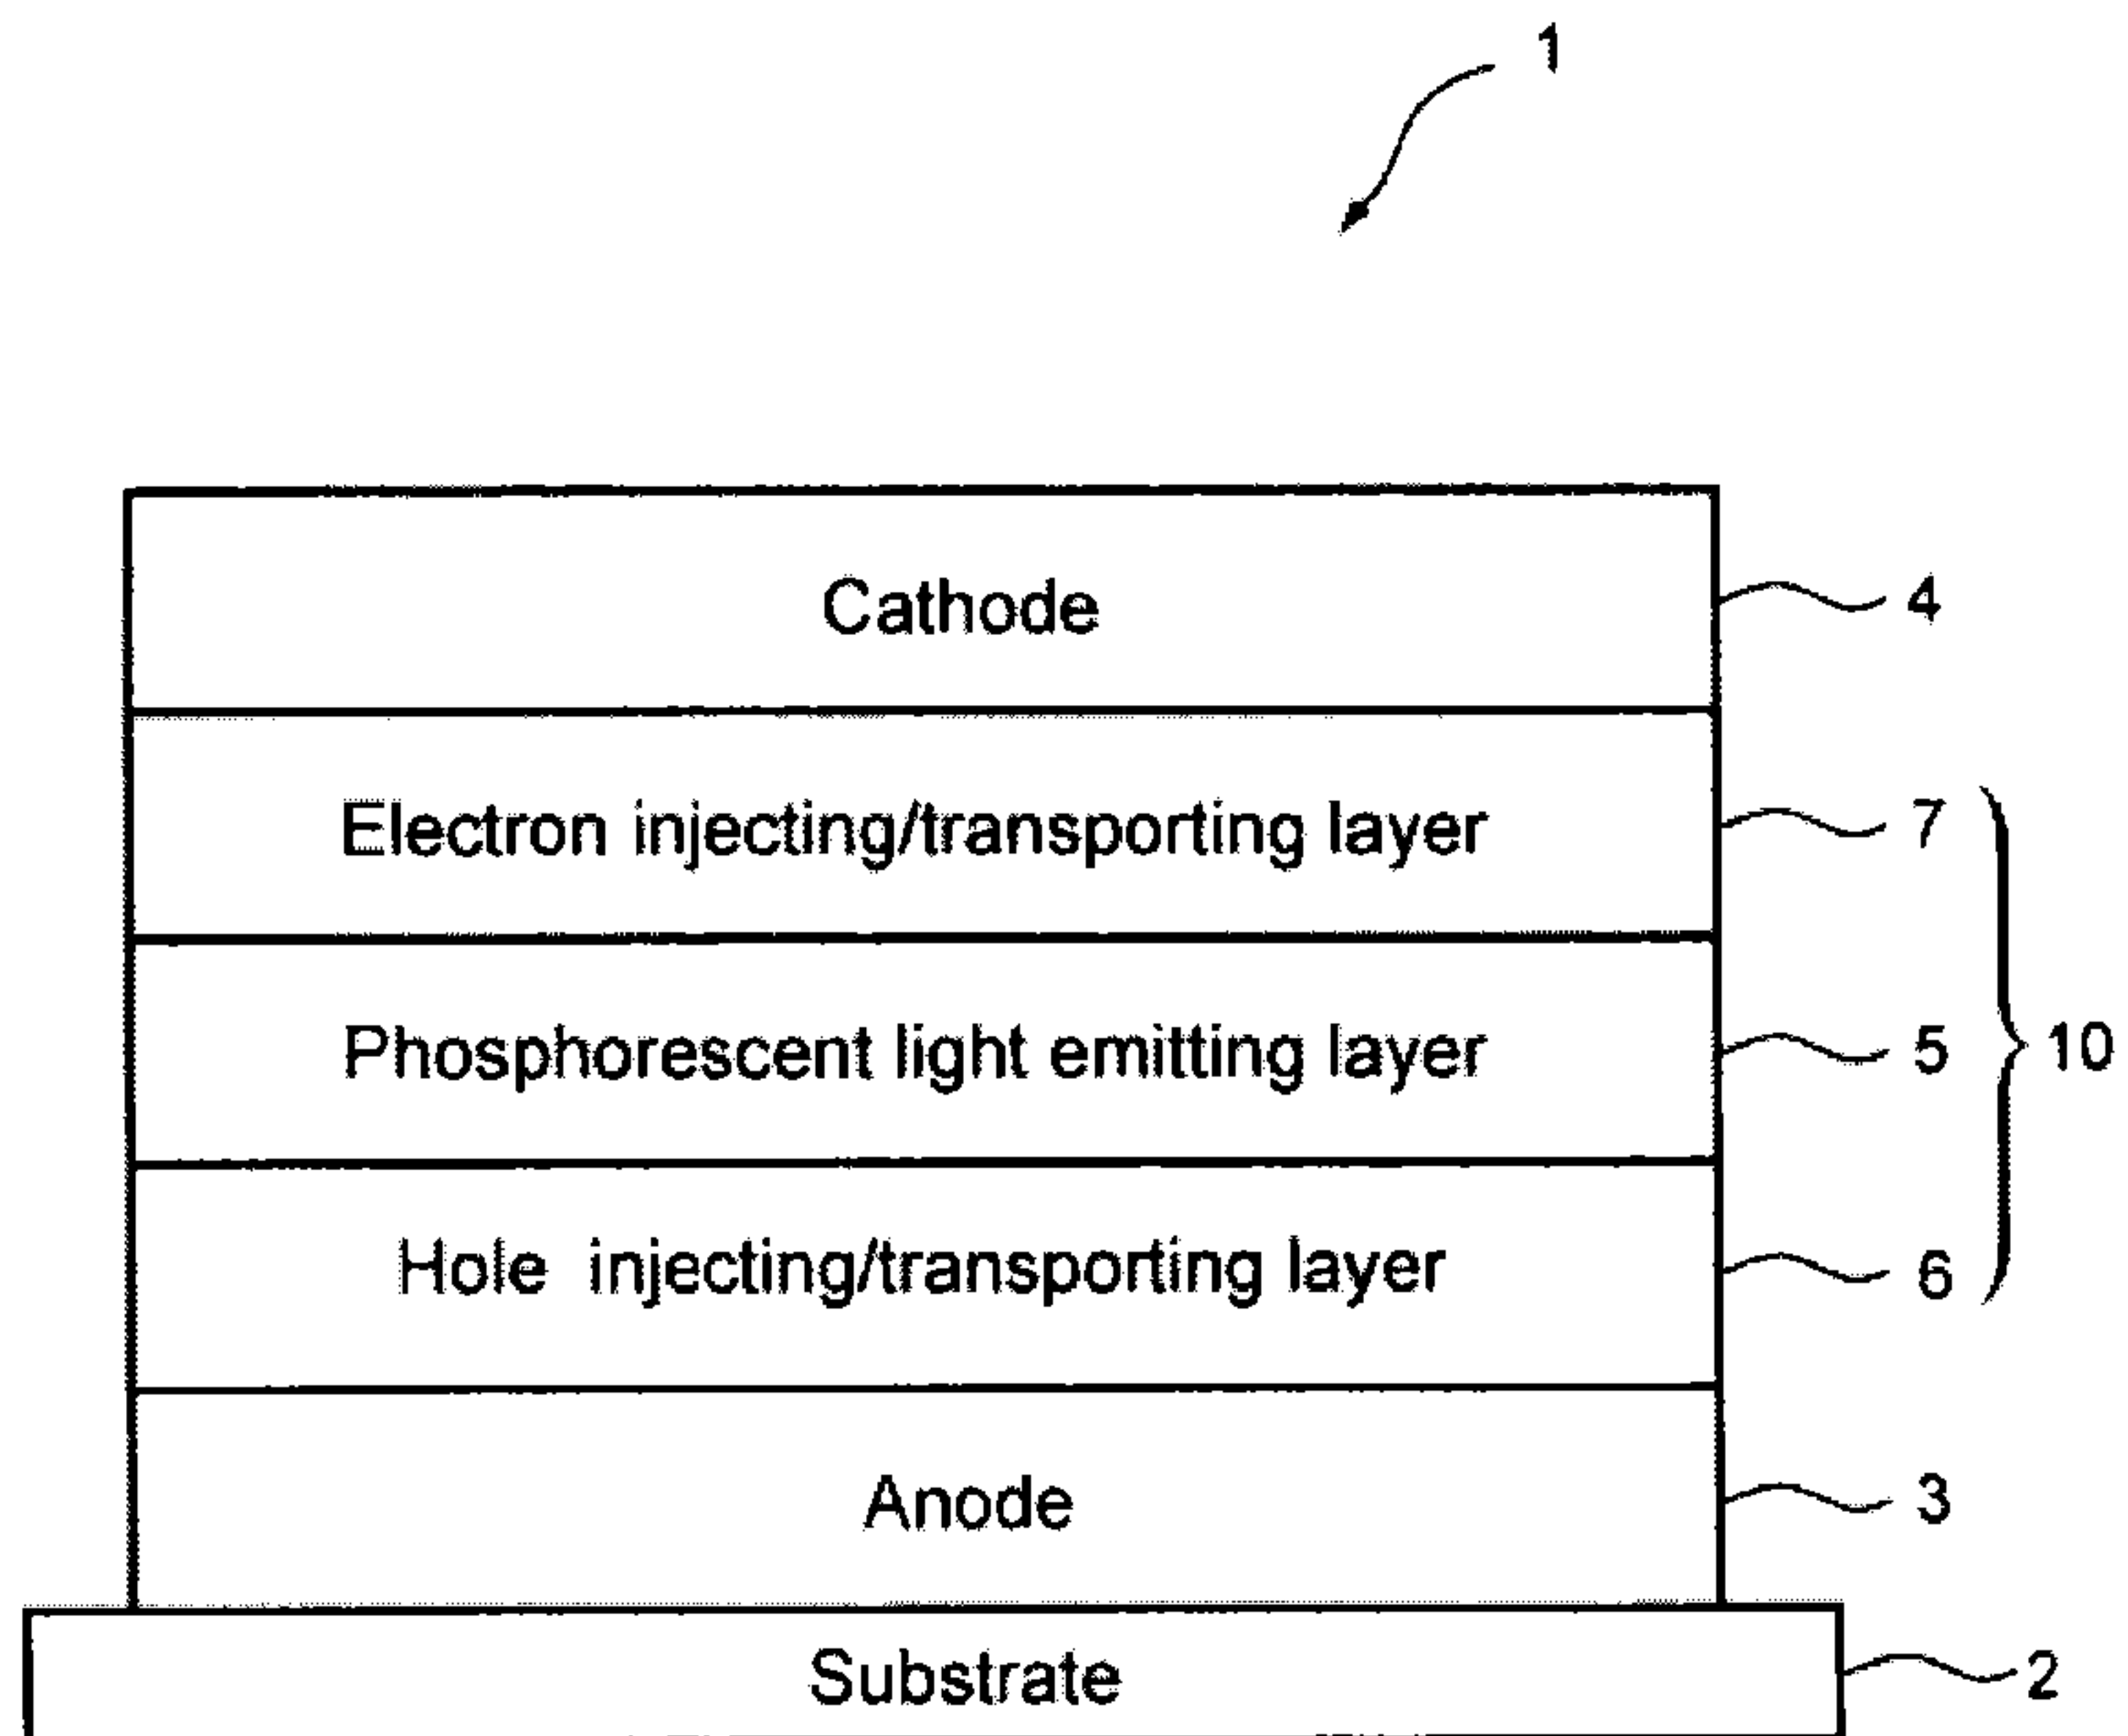 1
Cathode 4
Electron injecting/transporting layer 7
Phosphorescent light emitting layer 5 10
Hole injecting/transporting layer 6
Anode 3
Substrate 2